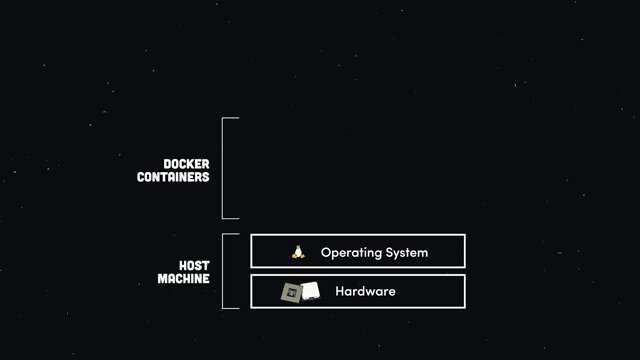 DOCKER
CONTAINERS
HOST
MACHINE
Operating System
Hardware